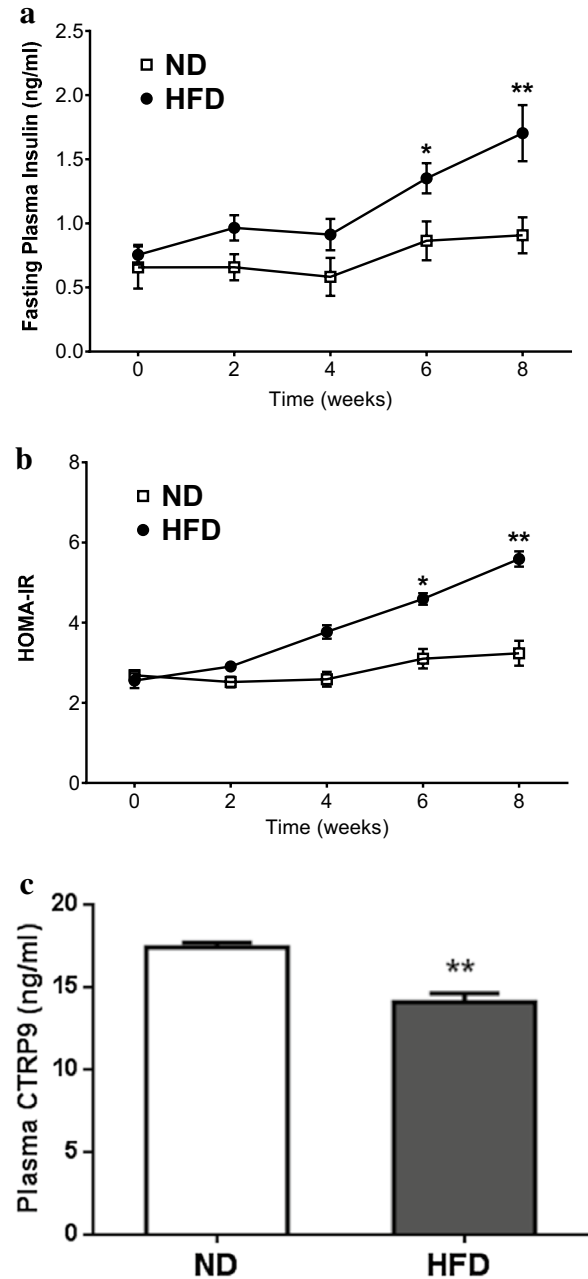 a
2.5
2.0
1.5
1.0
0.5
0.0
Fasting Plasma Insulin (ng/ml)
ND
HFD
*
**
0 2 4 6 8
Time (weeks)
b
8
6
4
2
0
HOMA-IR
ND
HFD
*
**
0 2 4 6 8
Time (weeks)
c
20
15
10
5
0
Plasma CTRP9 (ng/ml)
**
ND HFD